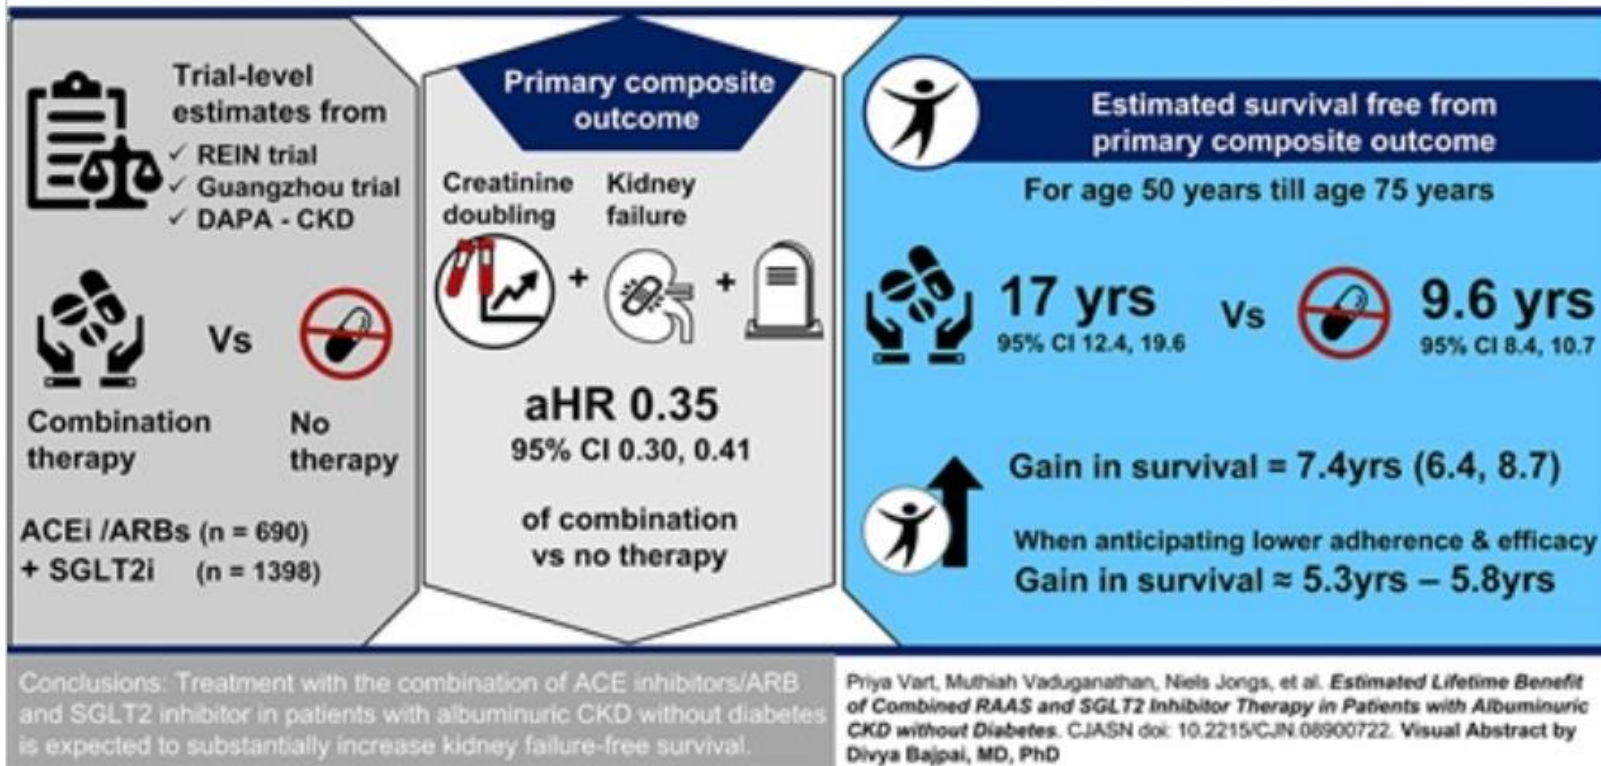 Trial-level
estimates from
✓ REIN trial
✓ Guangzhou trial
✓ DAPA - CKD
Vs
Combination
therapy
No
therapy
ACEi /ARBs (n = 690)
+ SGLT2i (n = 1398)
Primary composite
outcome
Creatinine
doubling
Kidney
failure
+
+
aHR 0.35
95% CI 0.30, 0.41
of combination
vs no therapy
Estimated survival free from
primary composite outcome
For age 50 years till age 75 years
17 yrs
95% CI 12.4, 19.6
Vs
9.6 yrs
95% CI 8.4, 10.7
Gain in survival = 7.4yrs (6.4, 8.7)
When anticipating lower adherence & efficacy
Gain in survival ≈ 5.3yrs – 5.8yrs
Conclusions: Treatment with the combination of ACE inhibitors/ARB
and SGLT2 inhibitor in patients with albuminuric CKD without diabetes
is expected to substantially increase kidney failure-free survival.
Priya Vart, Muthiah Vaduganathan, Niels Jongs, et al. Estimated Lifetime Benefit
of Combined RAAS and SGLT2 Inhibitor Therapy in Patients with Albuminuric
CKD without Diabetes. CJASN doi: 10.2215/CJN.08900722. Visual Abstract by
Divya Bajpai, MD, PhD